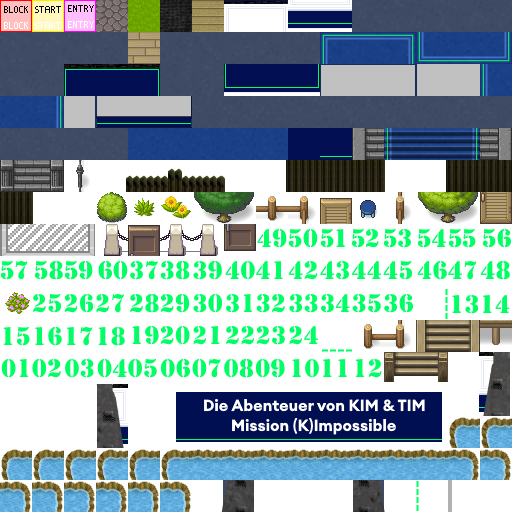 BLOCK START ENTRY
BLOCK START ENTRY
49 50 51 52 53 54 55 56
57 58 59 60 37 38 39 40 41 42 43 44 45 46 47 48
25 26 27 28 29 30 31 32 33 34 35 36 13 14
15 16 17 18 19 20 21 22 23 24
01 02 03 04 05 06 07 08 09 10 11 12
Die Abenteuer von KIM & TIM
Mission (K)Impossible